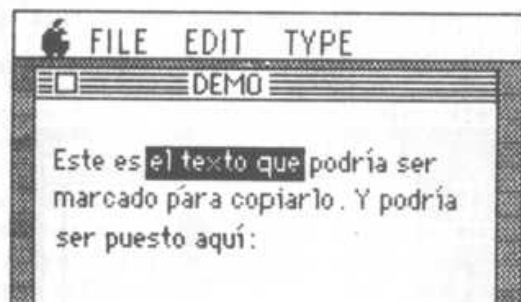 FILE EDIT TYPE
DEMO
Este es el texto que podría ser
marcado para copiarlo. Y podría
ser puesto aquí: